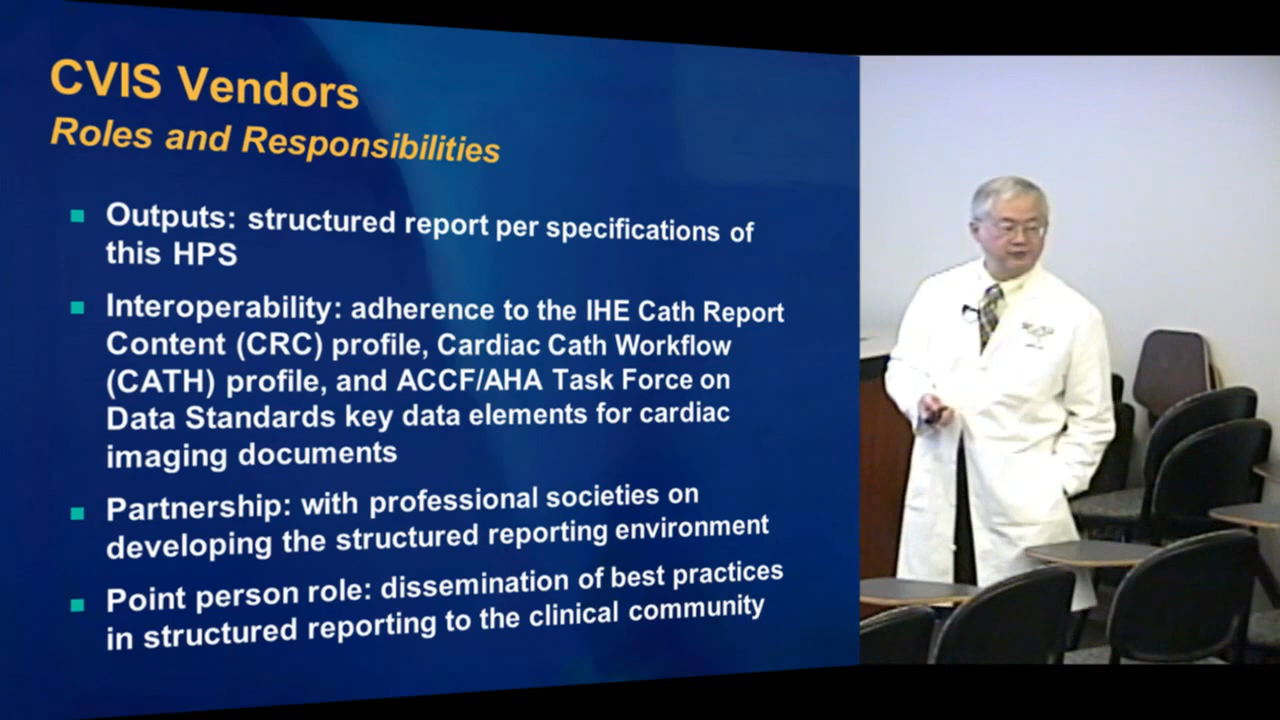 CVIS Vendors
Roles and Responsibilities
Outputs: structured report per specifications of
this HPS
Interoperability: adherence to the IHE Cath Report
Content (CRC) profile, Cardiac Cath Workflow
(CATH) profile, and ACCF/AHA Task Force on
Data Standards key data elements for cardiac
imaging documents
Partnership: with professional societies on
developing the structured reporting environment
Point person role: dissemination of best practices
in structured reporting to the clinical community